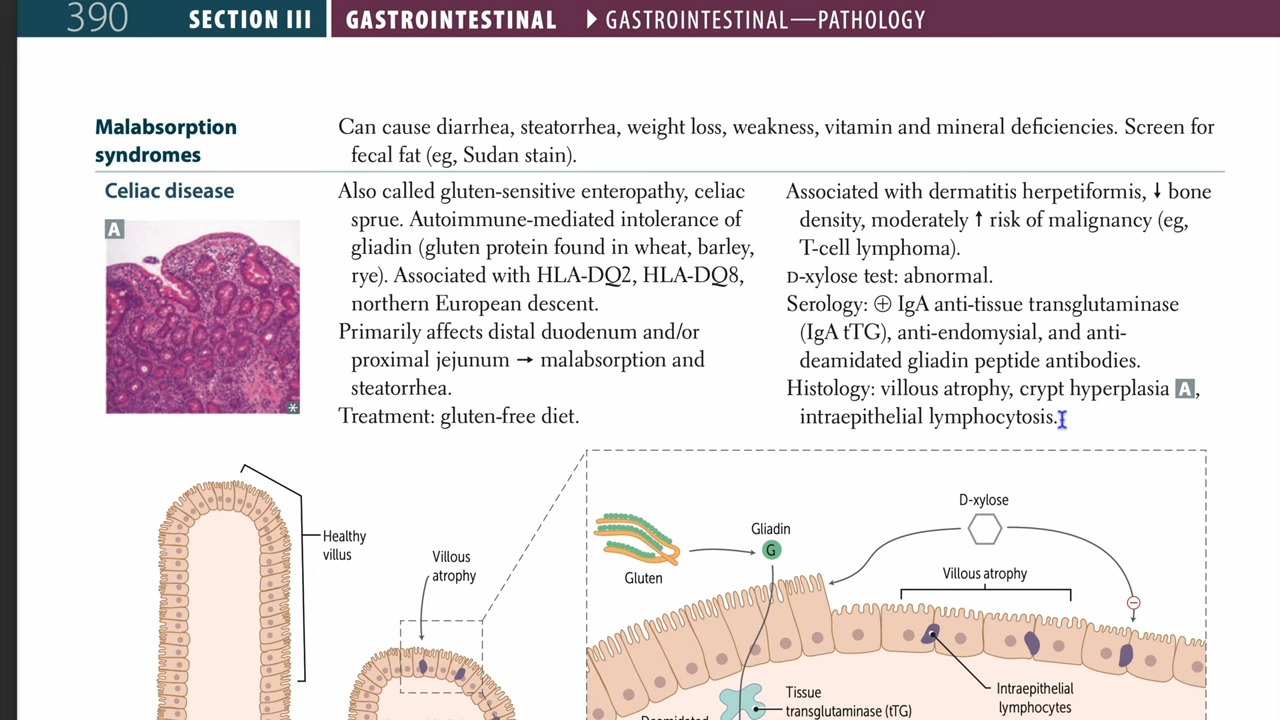 390 SECTION III GASTROINTESTINAL ▶ GASTROINTESTINAL—PATHOLOGY
Malabsorption
syndromes
Can cause diarrhea, steatorrhea, weight loss, weakness, vitamin and mineral deficiencies. Screen for
fecal fat (eg, Sudan stain).
Celiac disease
A
*
Also called gluten-sensitive enteropathy, celiac
sprue. Autoimmune-mediated intolerance of
gliadin (gluten protein found in wheat, barley,
rye). Associated with HLA-DQ2, HLA-DQ8,
northern European descent.
Primarily affects distal duodenum and/or
proximal jejunum → malabsorption and
steatorrhea.
Treatment: gluten-free diet.
Associated with dermatitis herpetiformis, ↓ bone
density, moderately ↑ risk of malignancy (eg,
T-cell lymphoma).
D-xylose test: abnormal.
Serology: ⊕ IgA anti-tissue transglutaminase
(IgA tTG), anti-endomysial, and anti-
deamidated gliadin peptide antibodies.
Histology: villous atrophy, crypt hyperplasia A,
intraepithelial lymphocytosis.
Healthy
villus
Villous
atrophy
Gluten
Gliadin
G
D-xylose
Villous atrophy
Intraepithelial
lymphocytes
Tissue
transglutaminase (tTG)
Deamidated